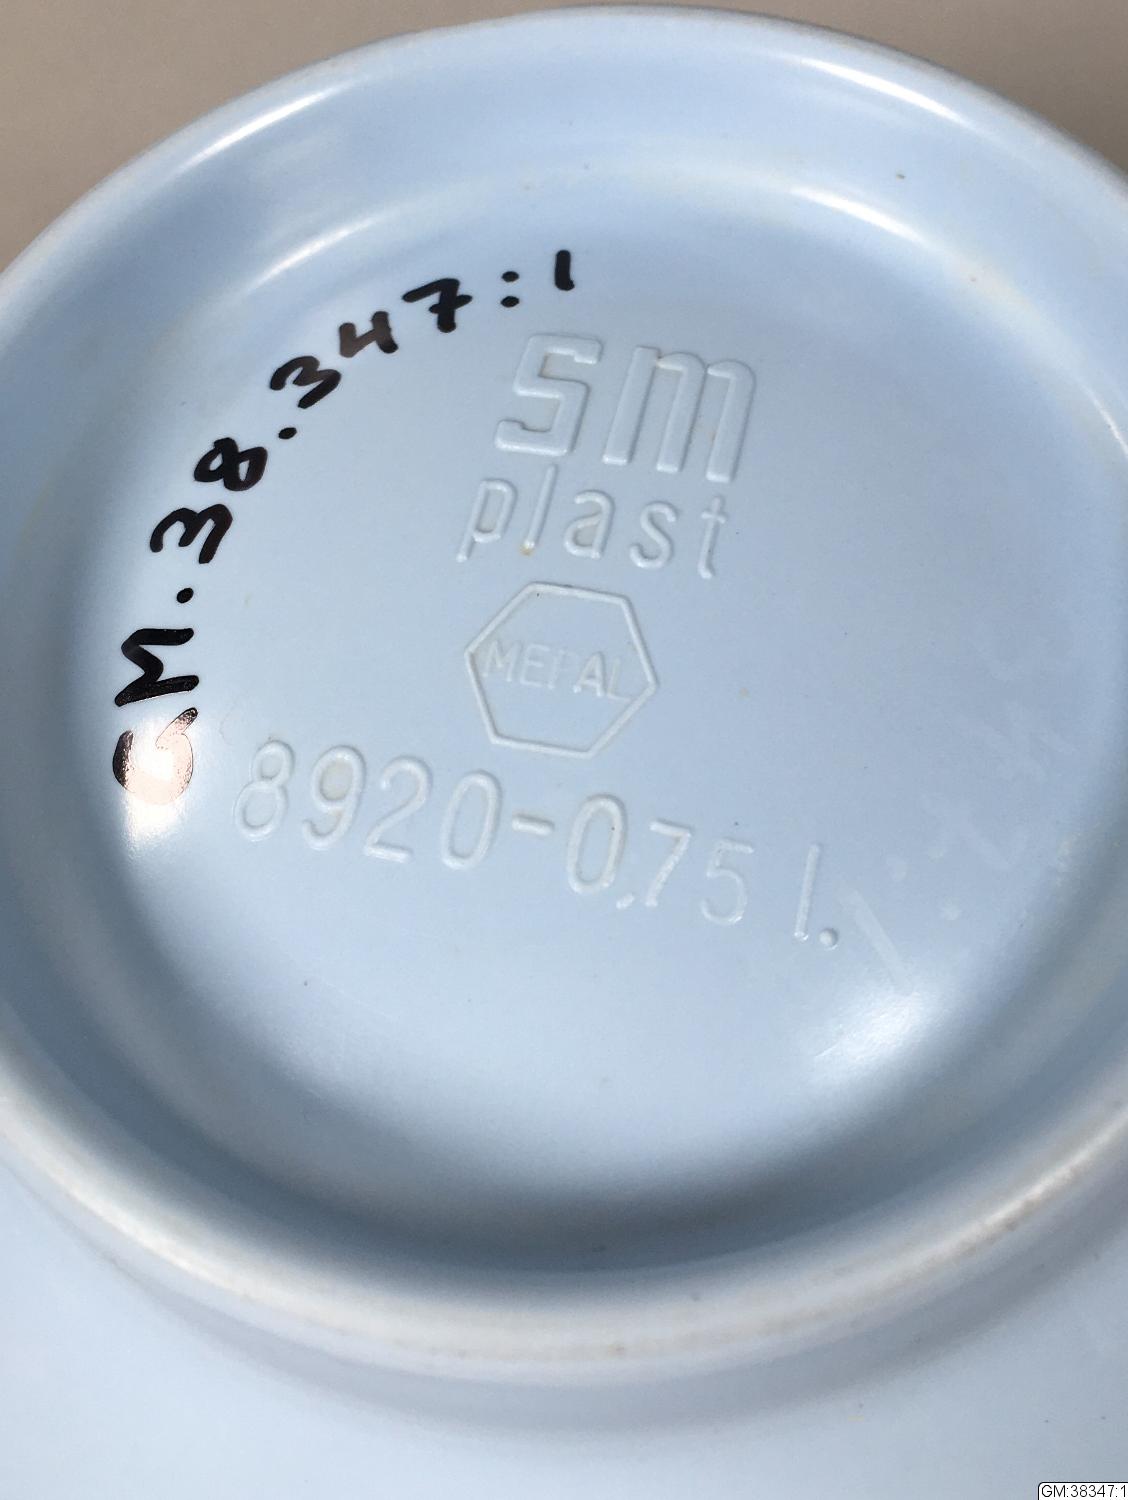 GM.38.347:1
sm
plast
MEPAL
8920-0,75 l.
GM:38347:1